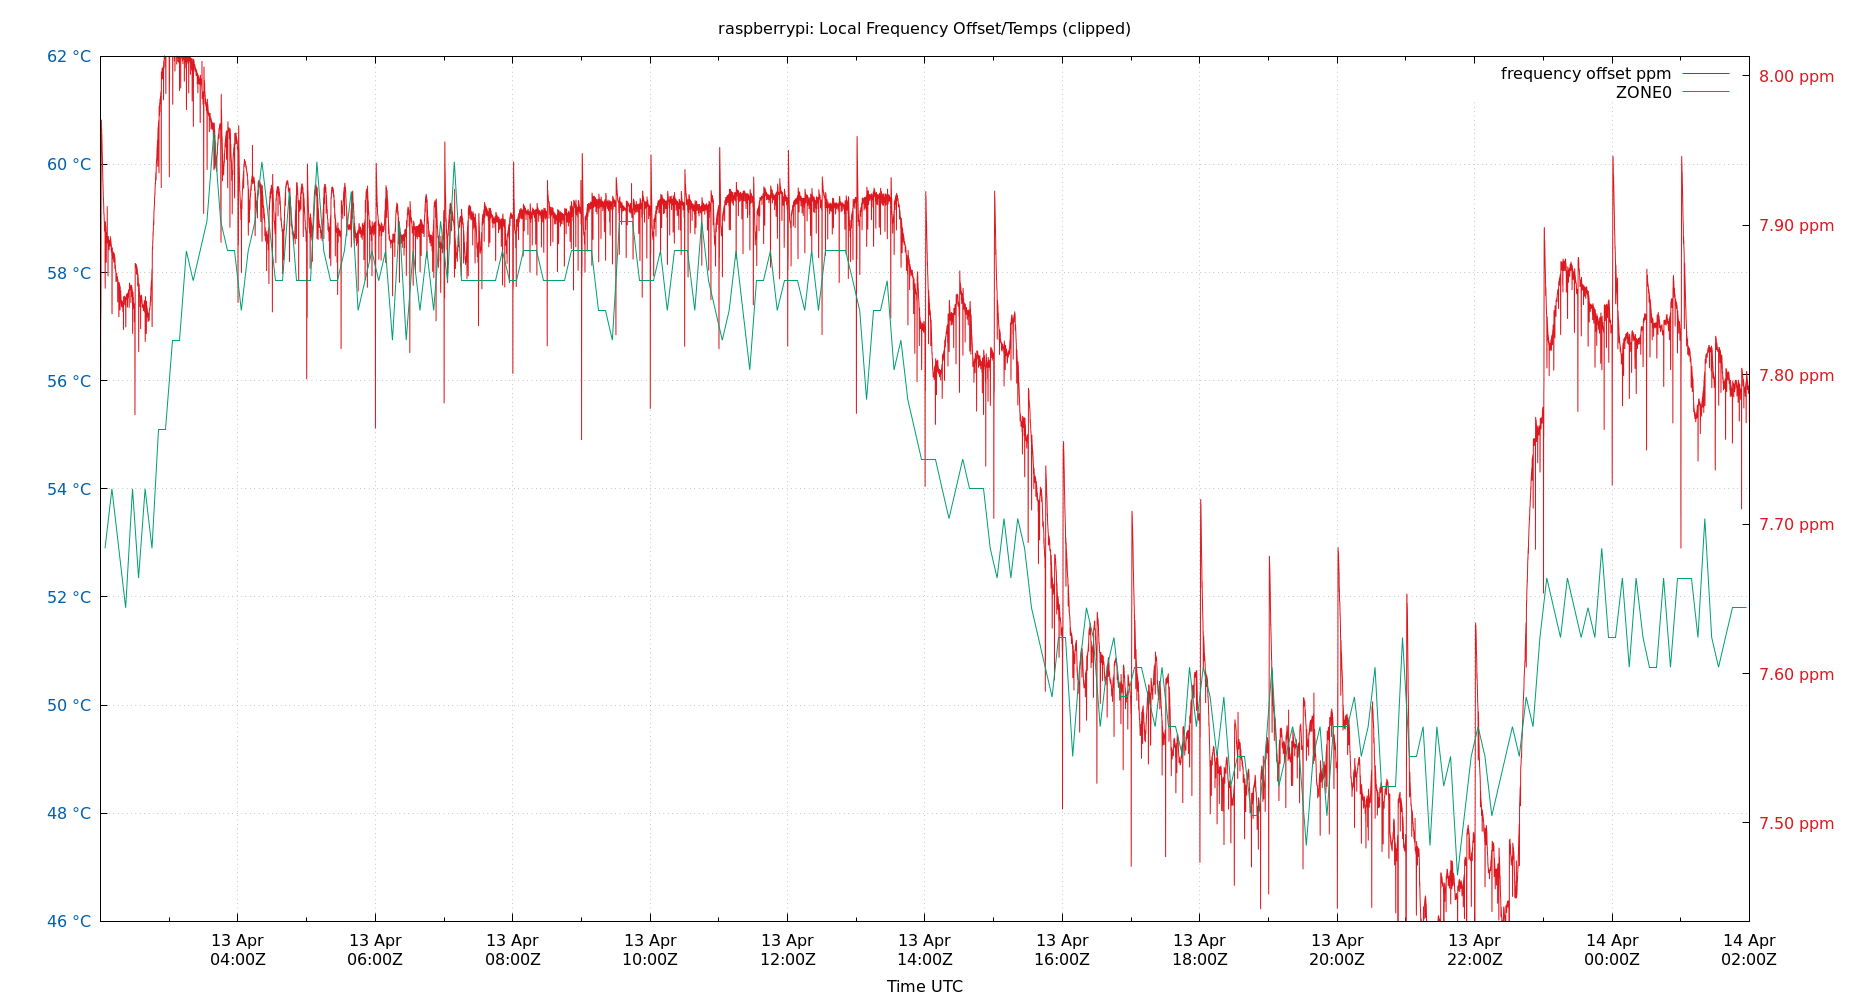 raspberrypi: Local Frequency Offset/Temps (clipped)
frequency offset ppm
ZONE0
62 °C
60 °C
58 °C
56 °C
54 °C
52 °C
50 °C
48 °C
46 °C
8.00 ppm
7.90 ppm
7.80 ppm
7.70 ppm
7.60 ppm
7.50 ppm
13 Apr 13 Apr 13 Apr 13 Apr 13 Apr 13 Apr 13 Apr 13 Apr 13 Apr 13 Apr 14 Apr 14 Apr
04:00Z 06:00Z 08:00Z 10:00Z 12:00Z 14:00Z 16:00Z 18:00Z 20:00Z 22:00Z 00:00Z 02:00Z
Time UTC